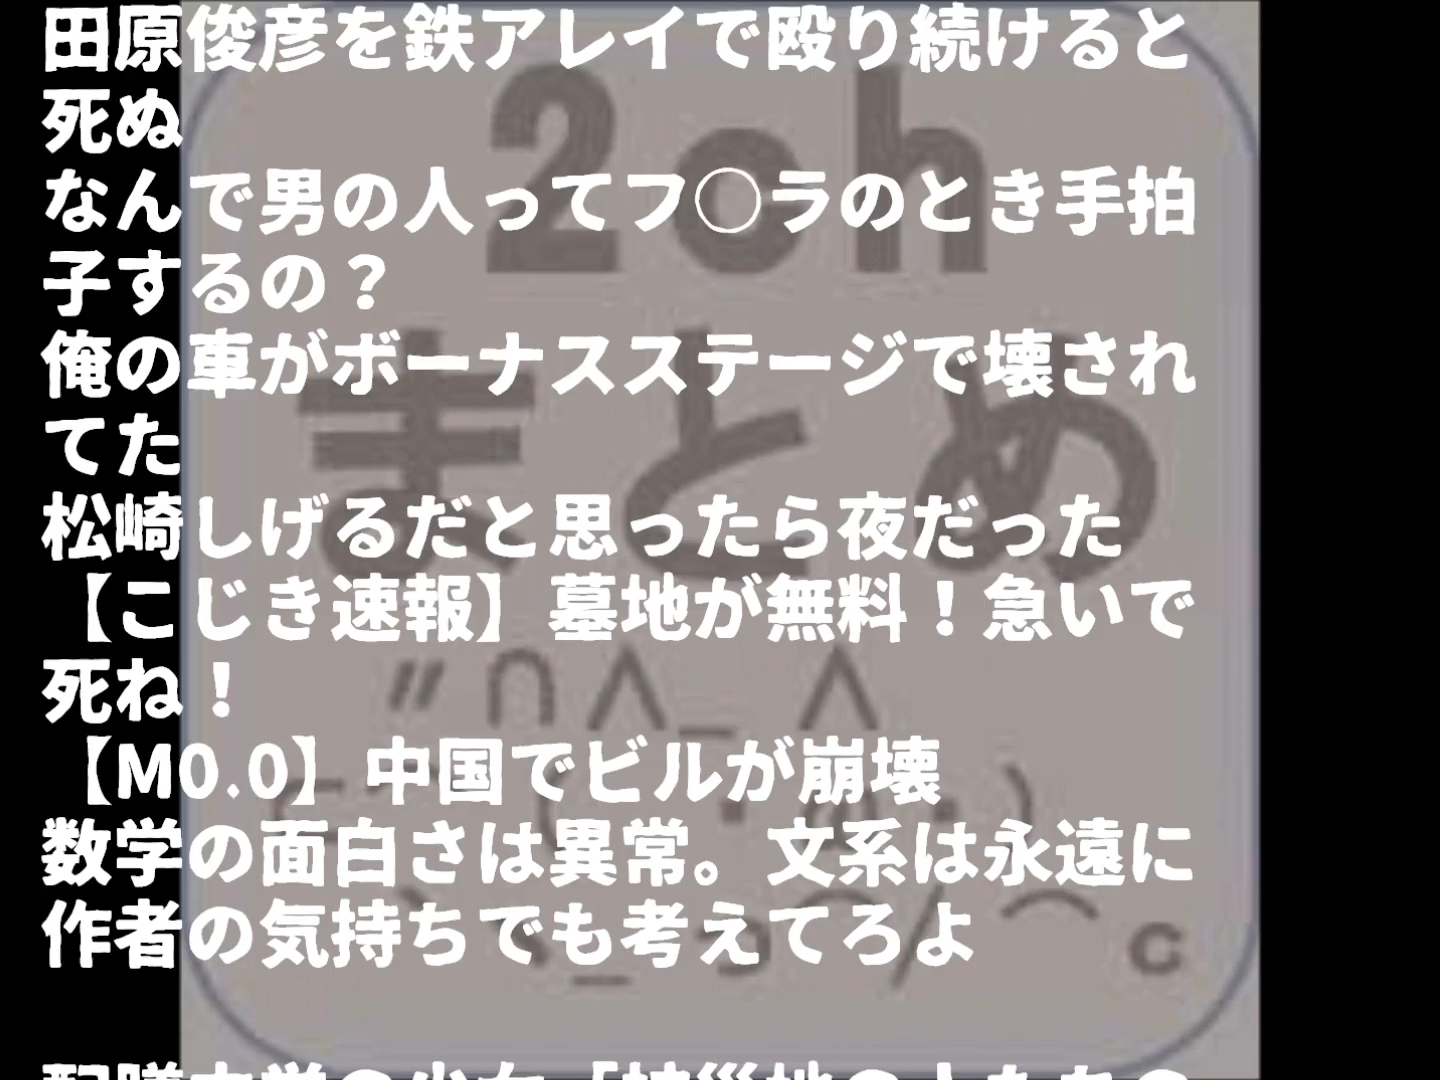 田原俊彦を鉄アレイで殴り続けると
死ぬ
なんで男の人ってフ◯ラのとき手拍
子するの？
俺の車がボーナスステージで壊され
てた
松崎しげるだと思ったら夜だった
【こじき速報】墓地が無料！急いで
死ね！
【M0.0】中国でビルが崩壊
数学の面白さは異常。文系は永遠に
作者の気持ちでも考えてろよ
2ch
まとめ